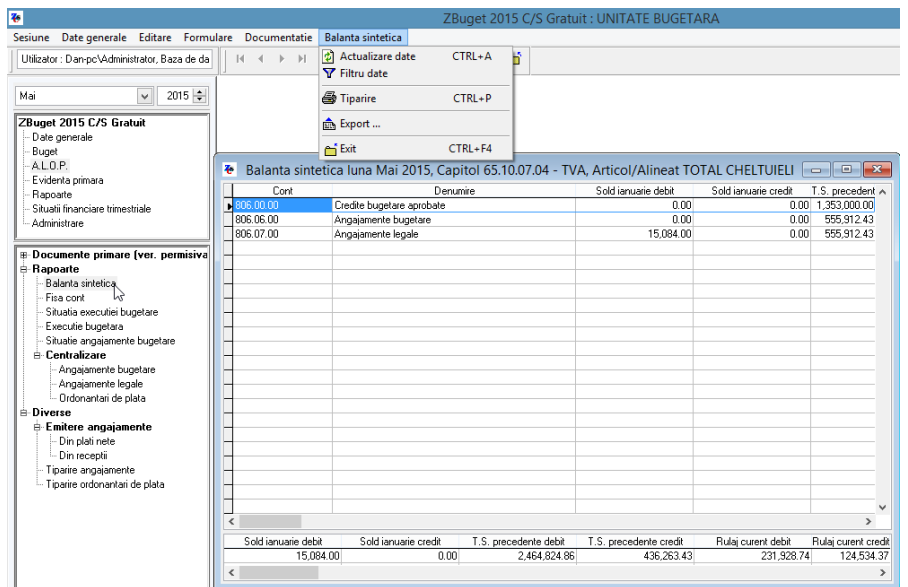 ZBuget 2015 C/S Gratuit : UNITATE BUGETARA
Sesiune Date generale Editare Formulare Documentatie Balanta sintetica
Utilizator : Dan-pc\Administrator, Baza de da
Actualizare date CTRL+A
Filtru date
Tiparire CTRL+P
Export ...
Exit CTRL+F4
Mai 2015
ZBuget 2015 C/S Gratuit
Date generale
Buget
A.L.O.P.
Evidenta primara
Rapoarte
Situatii financiare trimestriale
Administrare
Documente primare (ver. permisiva
Rapoarte
Balanta sintetica
Fisa cont
Situatia executiei bugetare
Executie bugetara
Situatie angajamente bugetare
Centralizare
Angajamente bugetare
Angajamente legale
Ordonantari de plata
Diverse
Emitere angajamente
Din plati nete
Din receptii
Tiparire angajamente
Tiparire ordonantari de plata
Balanta sintetica luna Mai 2015, Capitol 65.10.07.04 - TVA, Articol/Alineat TOTAL CHELTUIELI
Cont Denumire Sold ianuarie debit Sold ianuarie credit T.S. precedent
806.00.00 Credite bugetare aprobate 0.00 0.00 1,353,000.00
806.06.00 Angajamente bugetare 0.00 0.00 555,912.43
806.07.00 Angajamente legale 15,084.00 0.00 555,912.43
Sold ianuarie debit Sold ianuarie credit T.S. precedente debit T.S. precedente credit Rulaj curent debit Rulaj curent credit
15,084.00 0.00 2,464,824.86 436,263.43 231,928.74 124,534.37